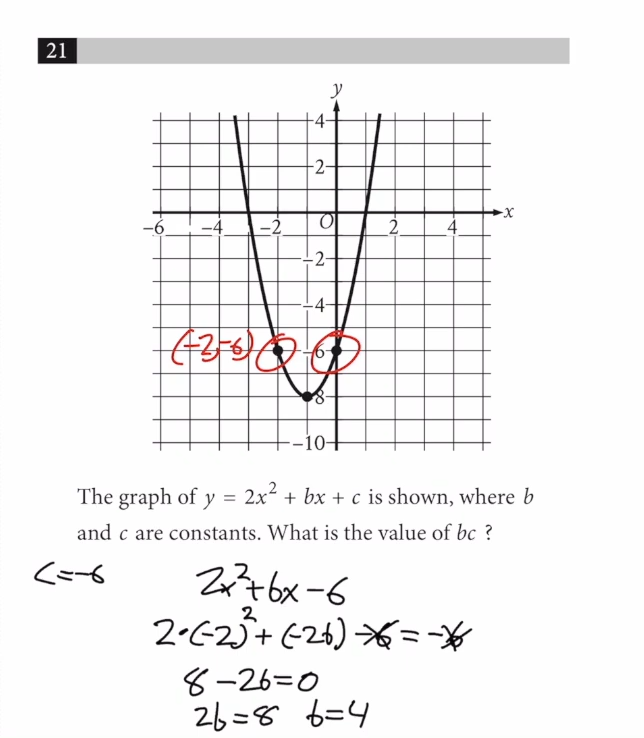 21
y
4
2
-6 -4 -2 O 2 4 x
-2
-4
(-2,-6) -6
-8
-10
The graph of y = 2x² + bx + c is shown, where b
and c are constants. What is the value of bc ?
c=-6 2x²+bx-6
2·(-2)²+(-2b)-6=-6
8-2b=0
2b=8 b=4